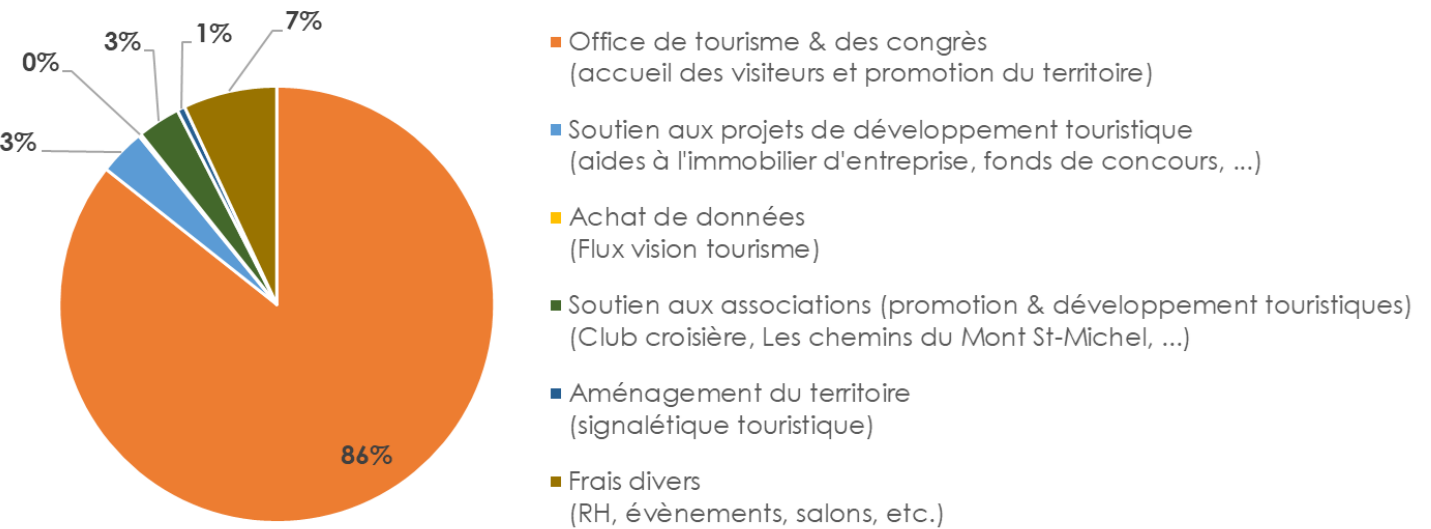 7%
1%
3%
0%
3%
86%
Office de tourisme & des congrès
(accueil des visiteurs et promotion du territoire)
Soutien aux projets de développement touristique
(aides à l'immobilier d'entreprise, fonds de concours, ...)
Achat de données
(Flux vision tourisme)
Soutien aux associations (promotion & développement touristiques)
(Club croisière, Les chemins du Mont St-Michel, ...)
Aménagement du territoire
(signalétique touristique)
Frais divers
(RH, évènements, salons, etc.)